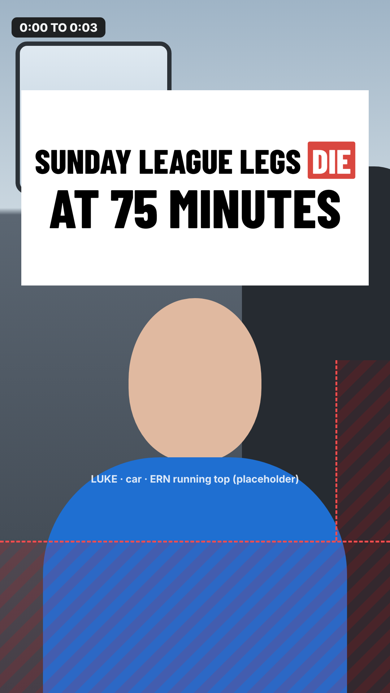 0:00 TO 0:03
SUNDAY LEAGUE LEGS DIE
AT 75 MINUTES
LUKE · car · ERN running top (placeholder)